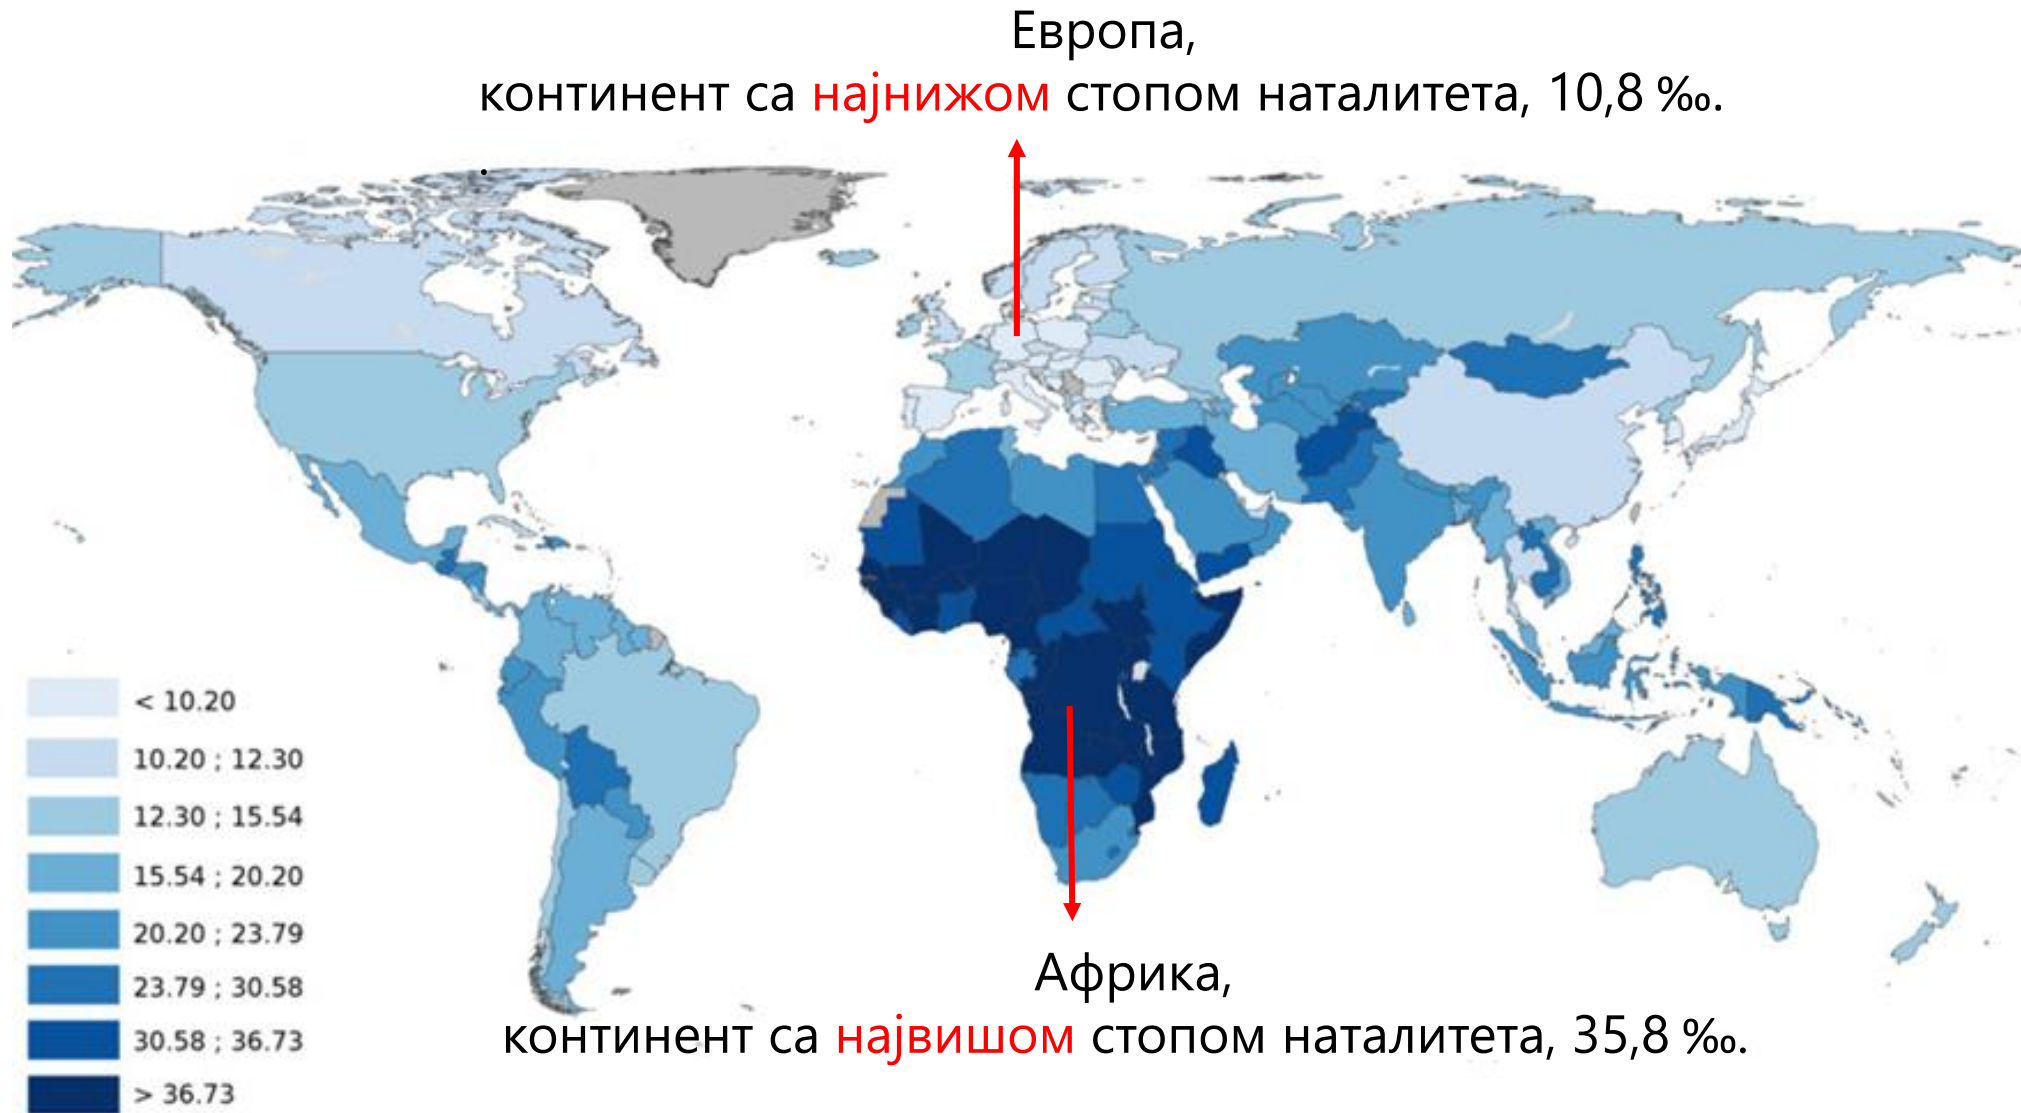 Европа,
континент са најнижом стопом наталитета, 10,8 ‰.
< 10.20
10.20 ; 12.30
12.30 ; 15.54
15.54 ; 20.20
20.20 ; 23.79
23.79 ; 30.58
30.58 ; 36.73
> 36.73
Африка,
континент са највишом стопом наталитета, 35,8 ‰.